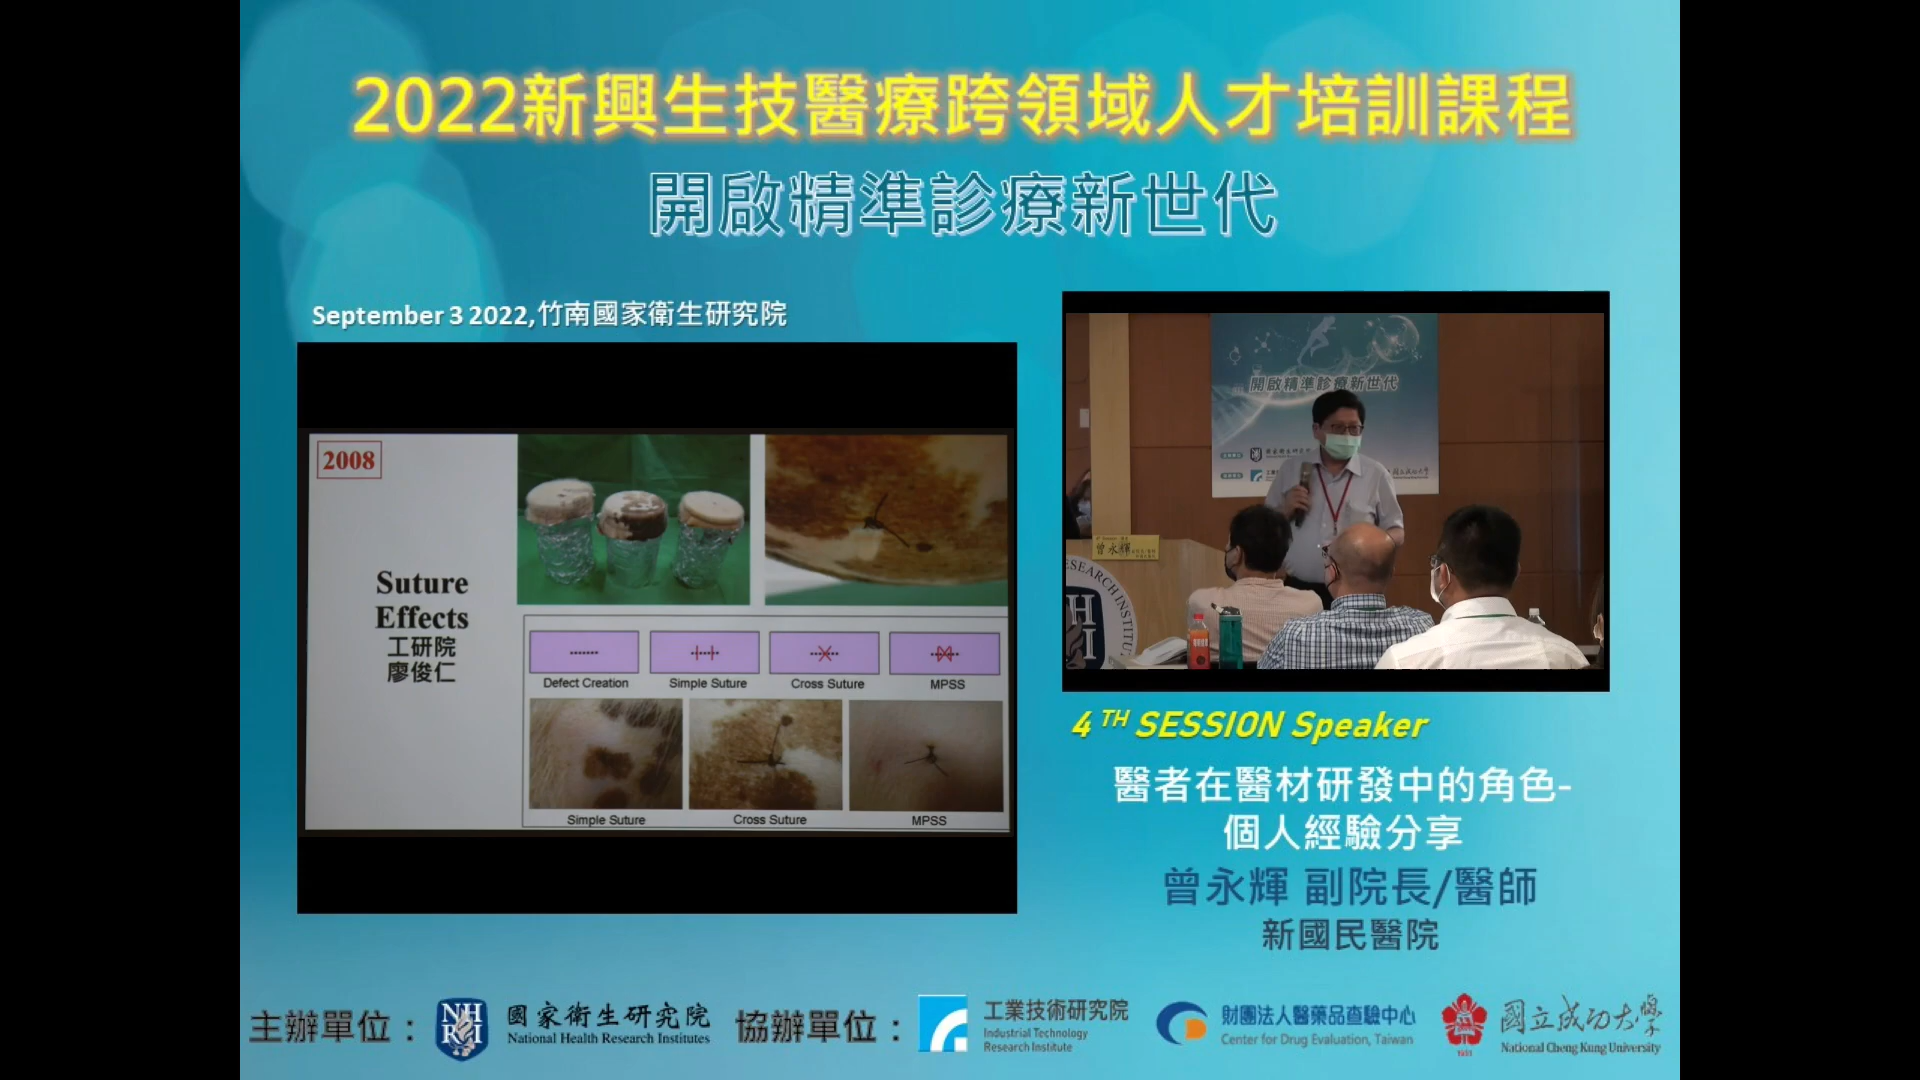 2022新興生技醫療跨領域人才培訓課程
開啟精準診療新世代
September 3 2022,竹南國家衛生研究院
2008
Suture
Effects
工研院
廖俊仁
Defect Creation
Simple Suture
Cross Suture
MPSS
Simple Suture
Cross Suture
MPSS
開啟精準診療新世代
曾永輝
4 TH SESSION Speaker
醫者在醫材研發中的角色-
個人經驗分享
曾永輝 副院長/醫師
新國民醫院
主辦單位：
NHRI
國家衛生研究院
National Health Research Institutes
協辦單位：
工業技術研究院
Industrial Technology
Research Institute
財團法人醫藥品查驗中心
Center for Drug Evaluation, Taiwan
1931
國立成功大學
National Cheng Kung University